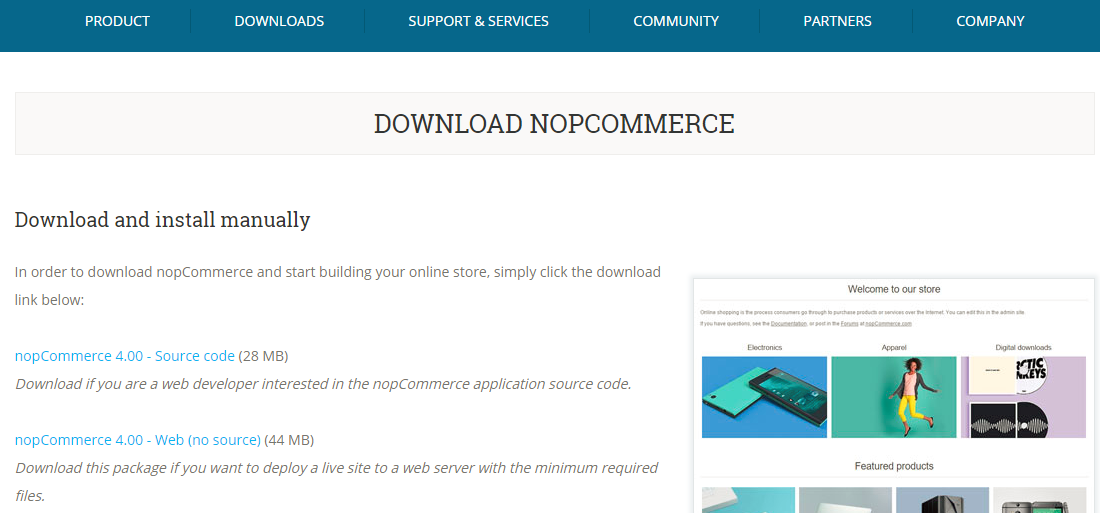 PRODUCT DOWNLOADS SUPPORT & SERVICES COMMUNITY PARTNERS COMPANY
DOWNLOAD NOPCOMMERCE
Download and install manually
In order to download nopCommerce and start building your online store, simply click the download
link below:
nopCommerce 4.00 - Source code (28 MB)
Download if you are a web developer interested in the nopCommerce application source code.
nopCommerce 4.00 - Web (no source) (44 MB)
Download this package if you want to deploy a live site to a web server with the minimum required
files.
Welcome to our store
Online shopping is the process consumers go through to purchase products or services over the Internet. You can edit this in the admin site.
If you have questions, see the Documentation, or post in the Forums at nopCommerce.com
Electronics Apparel Digital downloads
Featured products